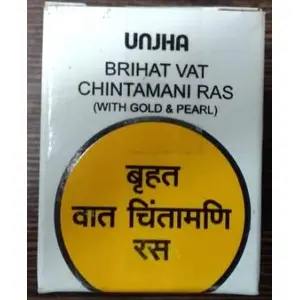 UNJHA
BRIHAT VAT
CHINTAMANI RAS
(WITH GOLD & PEARL)
बृहत
वात चिंतामणि
रस